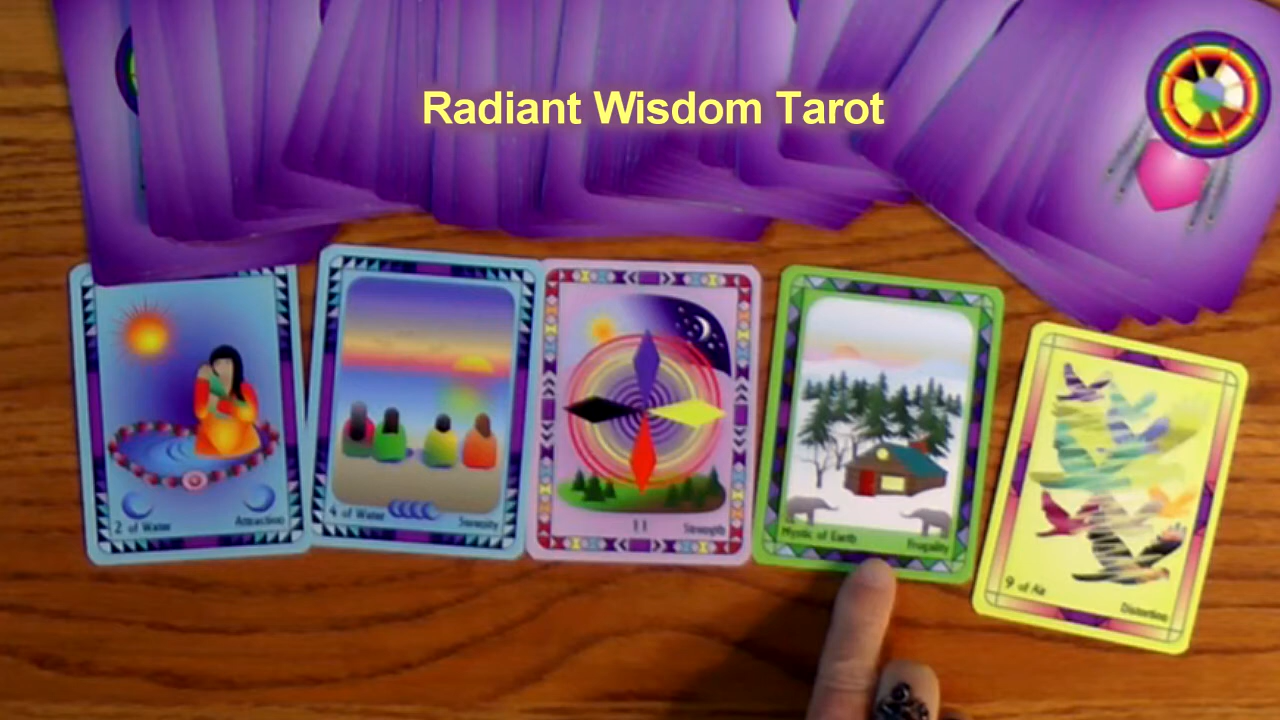 Radiant Wisdom Tarot
2 of Water
Attraction
4 of Water
Serenity
11
Strength
Mystic of Earth
Frugality
9 of Air
Distortion